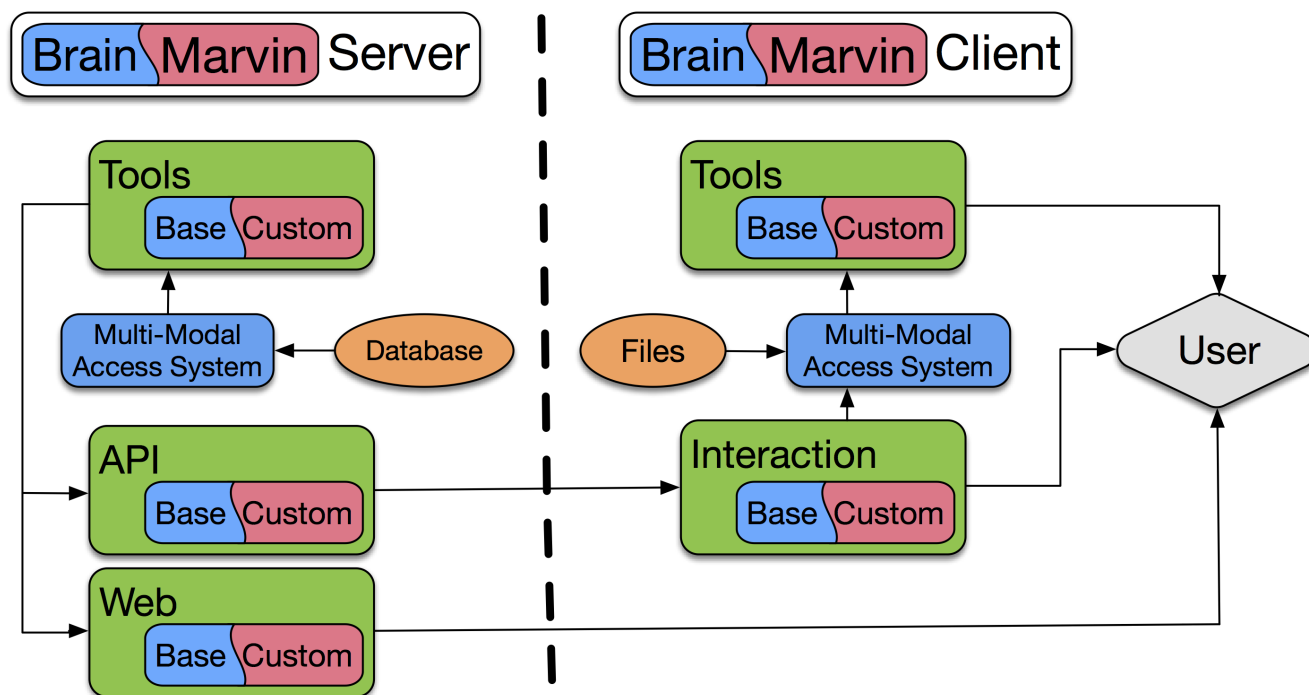 Brain Marvin Server
Brain Marvin Client
Tools
Base Custom
Multi-Modal
Access System
Database
API
Base Custom
Web
Base Custom
Tools
Base Custom
Files
Multi-Modal
Access System
Interaction
Base Custom
User